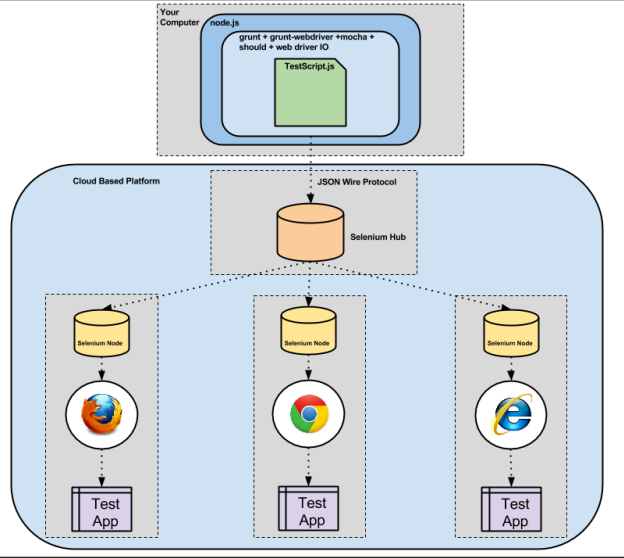 Your
Computer
node.js
grunt + grunt-webdriver +mocha +
should + web driver IO
TestScript.js
Cloud Based Platform
JSON Wire Protocol
Selenium Hub
Selenium Node
Selenium Node
Selenium Node
Test
App
Test
App
Test
App